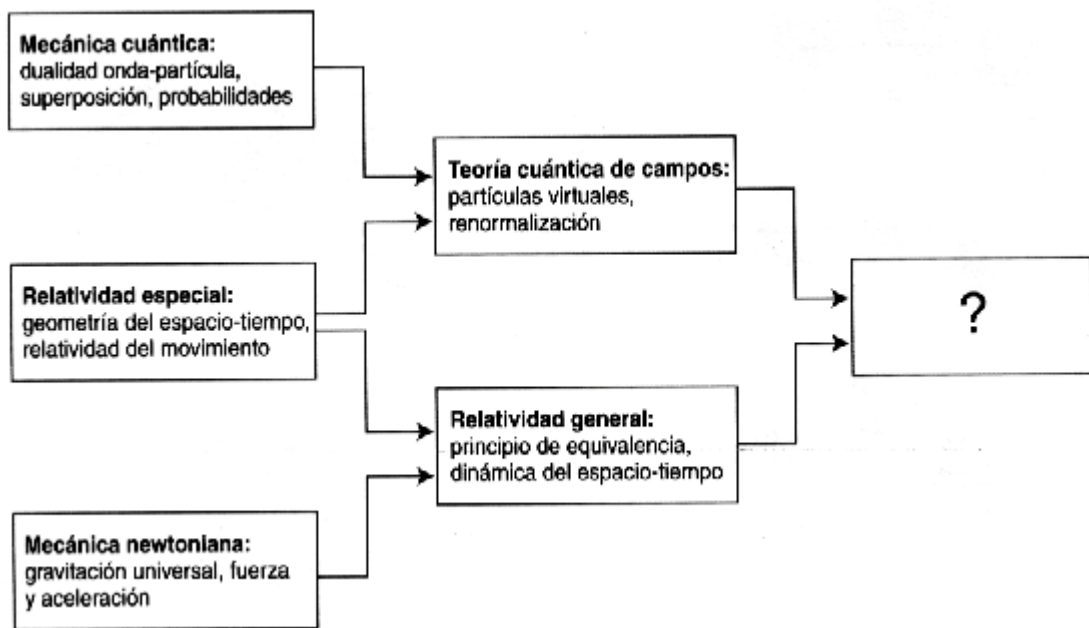 Mecánica cuántica:
dualidad onda-partícula,
superposición, probabilidades
Teoría cuántica de campos:
partículas virtuales,
renormalización
Relatividad especial:
geometría del espacio-tiempo,
relatividad del movimiento
?
Relatividad general:
principio de equivalencia,
dinámica del espacio-tiempo
Mecánica newtoniana:
gravitación universal, fuerza
y aceleración